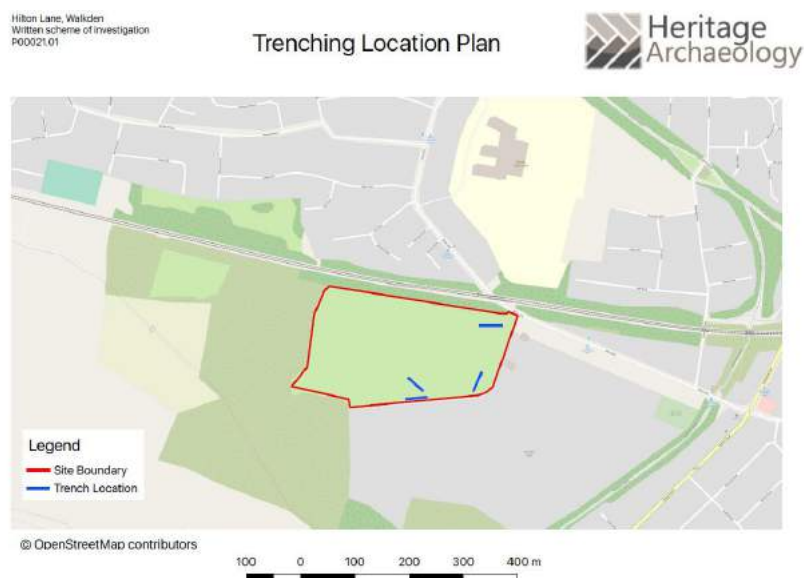 Hilton Lane, Walkden
Written scheme of investigation
P00021.01
Trenching Location Plan
Heritage
Archaeology
Legend
Site Boundary
Trench Location
© OpenStreetMap contributors
100 0 100 200 300 400 m